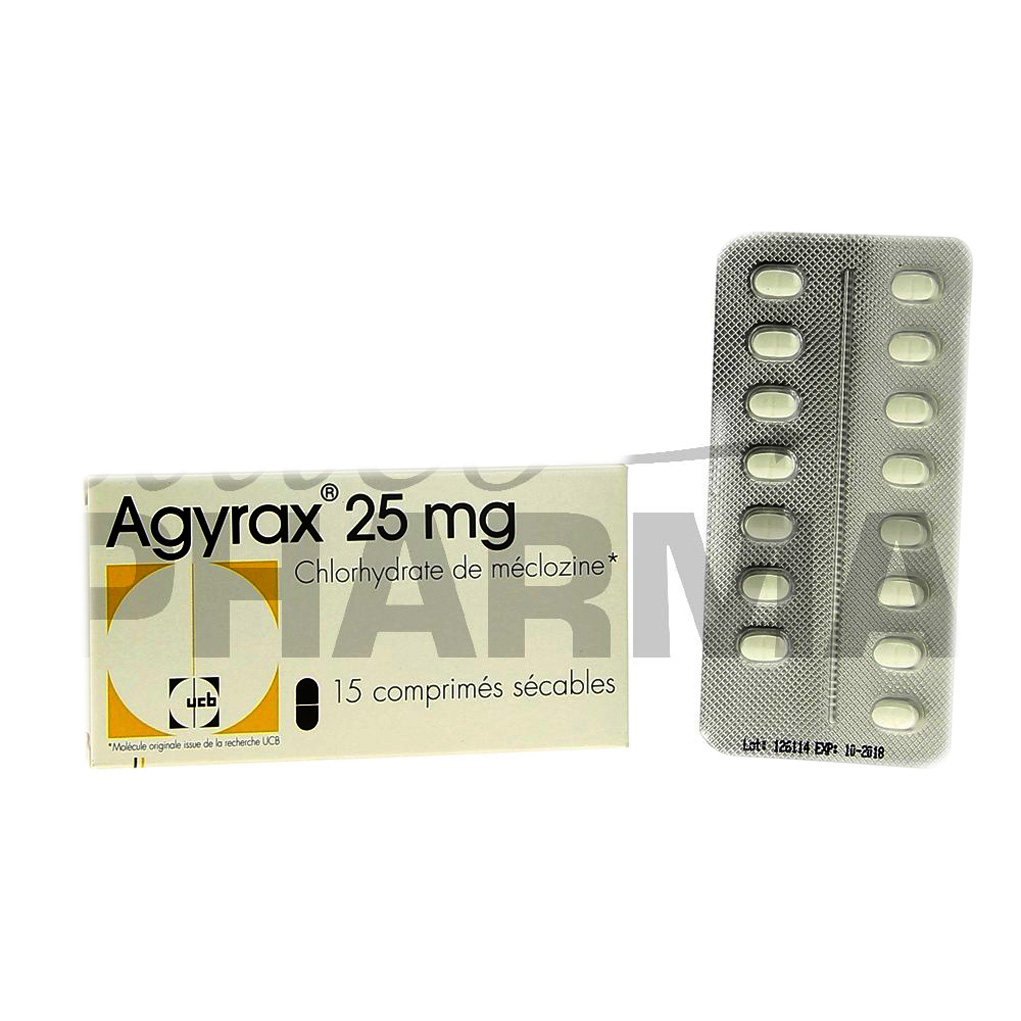 Agyrax® 25 mg
Chlorhydrate de méclozine*
15 comprimés sécables
ucb
*Molécule originale issue de la recherche UCB
PHARMA
Lot: 126114 EXP: 10-2018